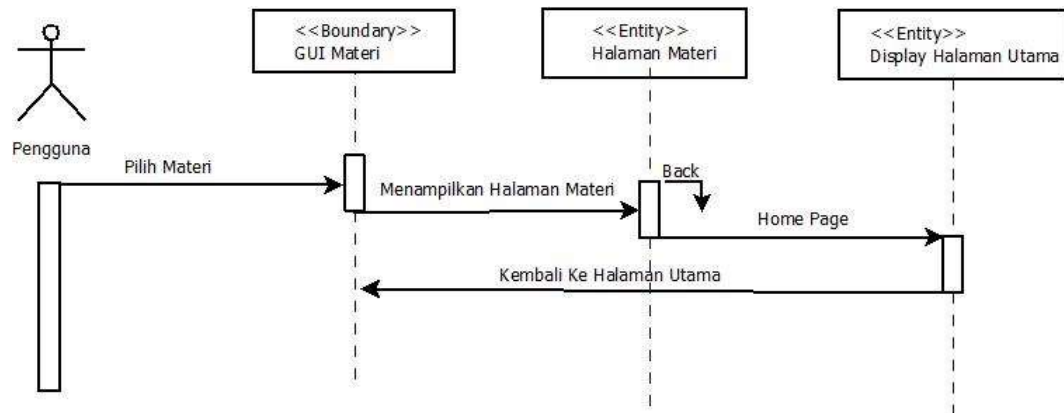 <<Boundary>>
GUI Materi
<<Entity>>
Halaman Materi
<<Entity>>
Display Halaman Utama
Pengguna
Pilih Materi
Menampilkan Halaman Materi
Back
Home Page
Kembali Ke Halaman Utama